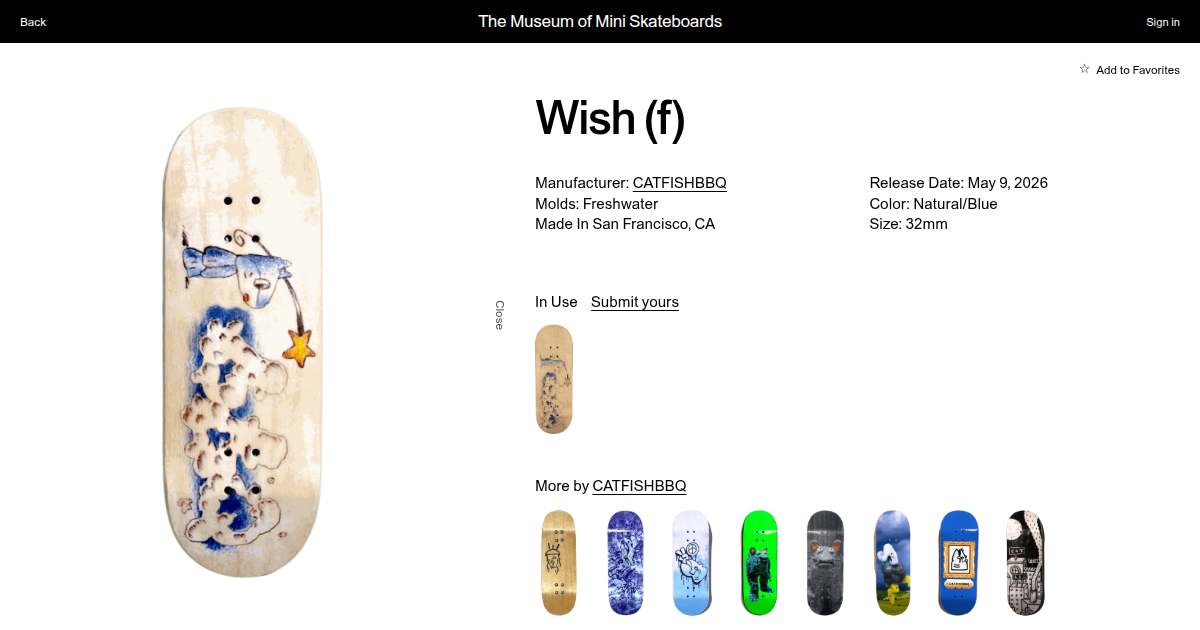 Back
The Museum of Mini Skateboards
Sign in
☆ Add to Favorites
Wish (f)
Manufacturer: CATFISHBBQ
Molds: Freshwater
Made In San Francisco, CA
Release Date: May 9, 2026
Color: Natural/Blue
Size: 32mm
Close
In Use Submit yours
More by CATFISHBBQ